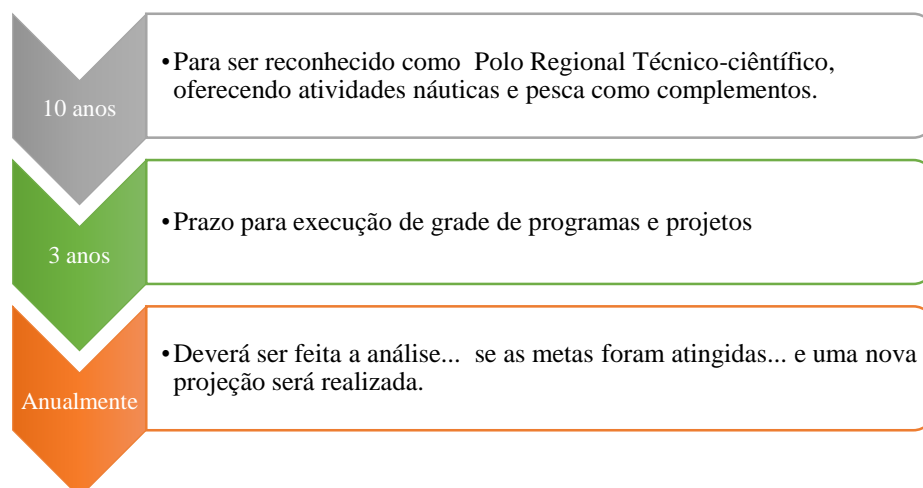 10 anos
•Para ser reconhecido como  Polo Regional Técnico-ciêntífico,
oferecendo atividades náuticas e pesca como complementos.
3 anos
•Prazo para execução de grade de programas e projetos
Anualmente
•Deverá ser feita a análise...  se as metas foram atingidas... e uma nova
projeção será realizada.